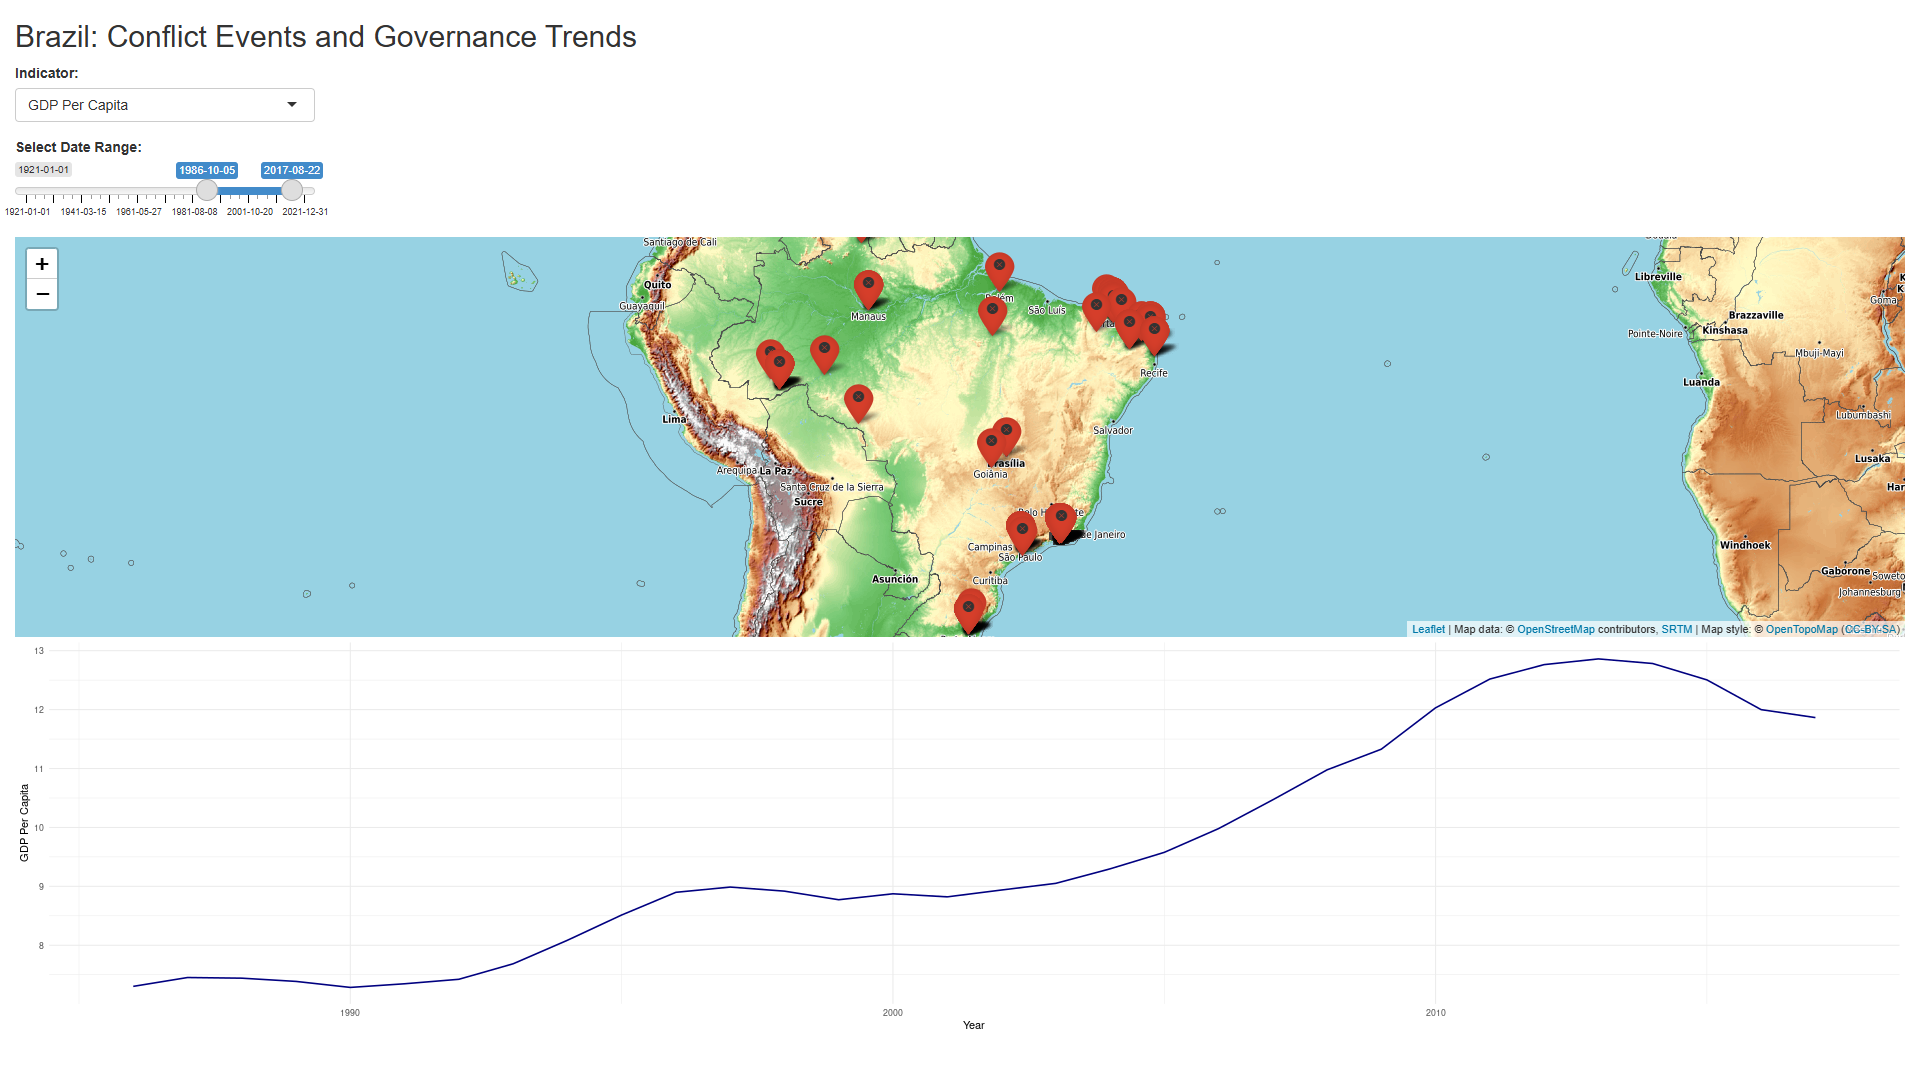 Brazil: Conflict Events and Governance Trends
Indicator:
GDP Per Capita
Select Date Range:
1921-01-01 1986-10-05 2017-08-22
1921-01-01 1941-03-15 1961-05-27 1981-08-08 2001-10-20 2021-12-31
+
−
Santiago de Cali
Quito
Guayaquil
Manaus
São Luis
Recife
Lima
Salvador
Arequipa
La Paz
Santa Cruz de la Sierra
Sucre
Brasília
Goiânia
Campinas
São Paulo
de Janeiro
Curitiba
Asunción
Libreville
Goma
Brazzaville
Pointe-Noire
Kinshasa
Mbuji-Mayi
Luanda
Lubumbashi
Lusaka
Har
Windhoek
Gaborone
Soweto
Johannesburg
Leaflet | Map data: © OpenStreetMap contributors, SRTM | Map style: © OpenTopoMap (CC-BY-SA)
13
12
11
10
9
8
GDP Per Capita
1990 2000 2010
Year